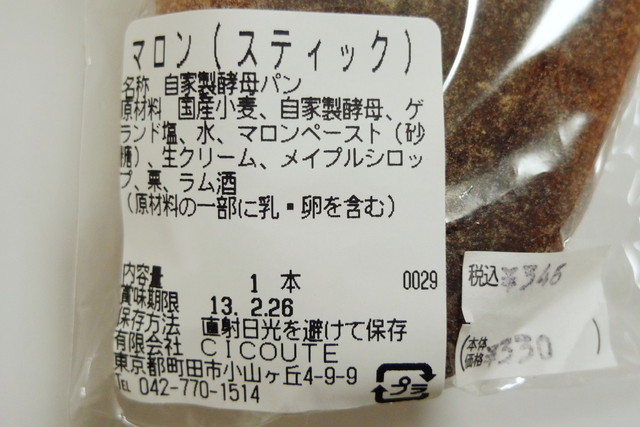 マロン(スティック)
名称 自家製酵母パン
原材料 国産小麦、自家製酵母、ゲ
ランド塩、水、マロンペースト(砂
糖)、生クリーム、メイプルシロッ
プ、栗、ラム酒
(原材料の一部に乳・卵を含む)
内容量 1 本 0029
賞味期限 13. 2.26
保存方法 直射日光を避けて保存
有限会社 CICOUTE
東京都町田市小山ヶ丘4-9-9
TEL 042-770-1514
プラ
税込 ¥346
(本体価格 ¥330)